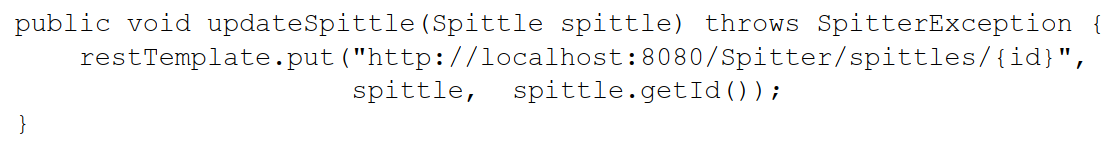 public void updateSpittle(Spittle spittle) throws SpitterException {
    restTemplate.put("http://localhost:8080/Spitter/spittles/{id}",
                     spittle,  spittle.getId());
}